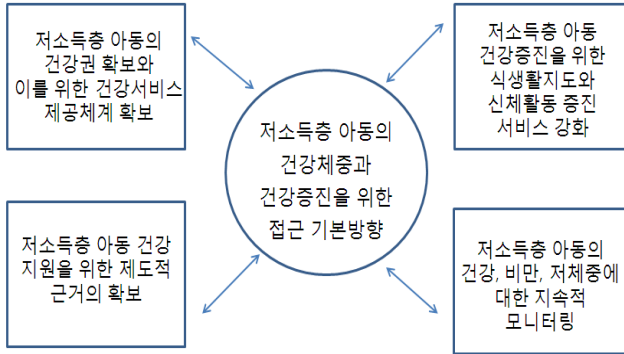 저소득층 아동의
건강권 확보와
이를 위한 건강서비스
제공체계 확보
저소득층 아동
건강증진을 위한
식생활지도와
신체활동 증진
서비스 강화
저소득층 아동의
건강체중과
건강증진을 위한
접근 기본방향
저소득층 아동 건강
지원을 위한 제도적
근거의 확보
저소득층 아동의
건강, 비만, 저체중에
대한 지속적
모니터링